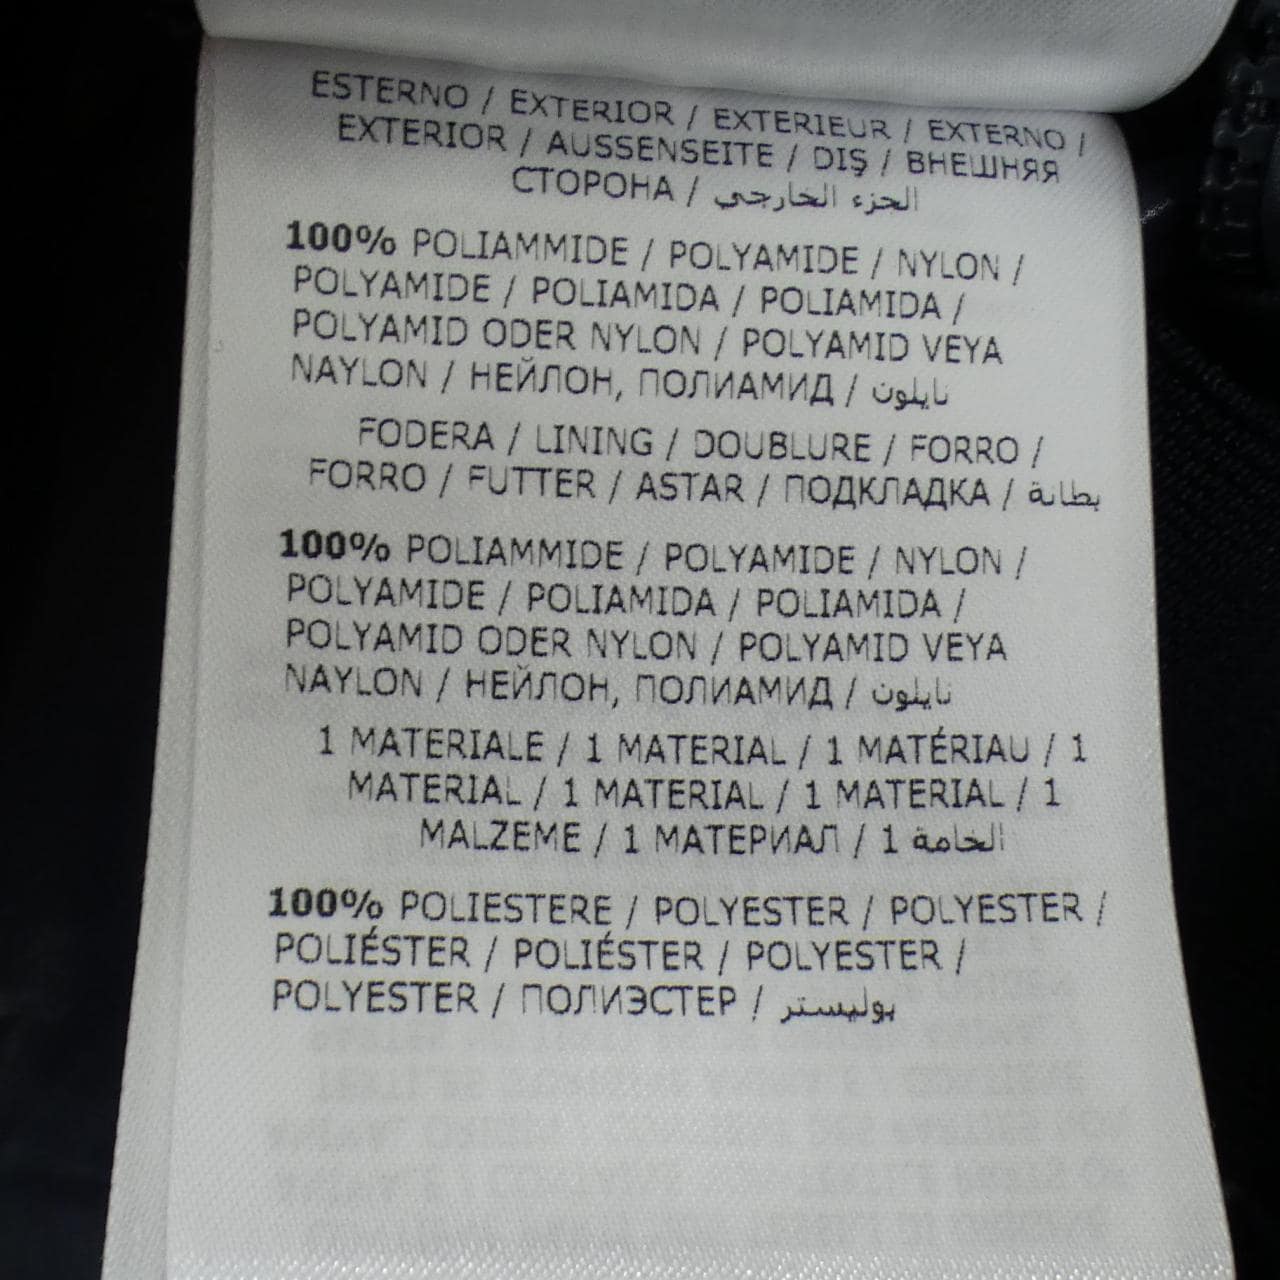 ESTERNO / EXTERIOR / EXTERIEUR / EXTERNO /
EXTERIOR / AUSSENSEITE / DIŞ / ВНЕШНЯЯ
СТОРОНА / الجزء الخارجي
100% POLIAMMIDE / POLYAMIDE / NYLON /
POLYAMIDE / POLIAMIDA / POLIAMIDA /
POLYAMID ODER NYLON / POLYAMID VEYA
NAYLON / НЕЙЛОН, ПОЛИАМИД / نايلون
FODERA / LINING / DOUBLURE / FORRO /
FORRO / FUTTER / ASTAR / ПОДКЛАДКА / بطانة
100% POLIAMMIDE / POLYAMIDE / NYLON /
POLYAMIDE / POLIAMIDA / POLIAMIDA /
POLYAMID ODER NYLON / POLYAMID VEYA
NAYLON / НЕЙЛОН, ПОЛИАМИД / نايلون
1 MATERIALE / 1 MATERIAL / 1 MATÉRIAU / 1
MATERIAL / 1 MATERIAL / 1 MATERIAL / 1
MALZEME / 1 МАТЕРИАЛ / 1 الخامة
100% POLIESTERE / POLYESTER / POLYESTER /
POLIÉSTER / POLIÉSTER / POLYESTER /
POLYESTER / ПОЛИЭСТЕР / بوليستر